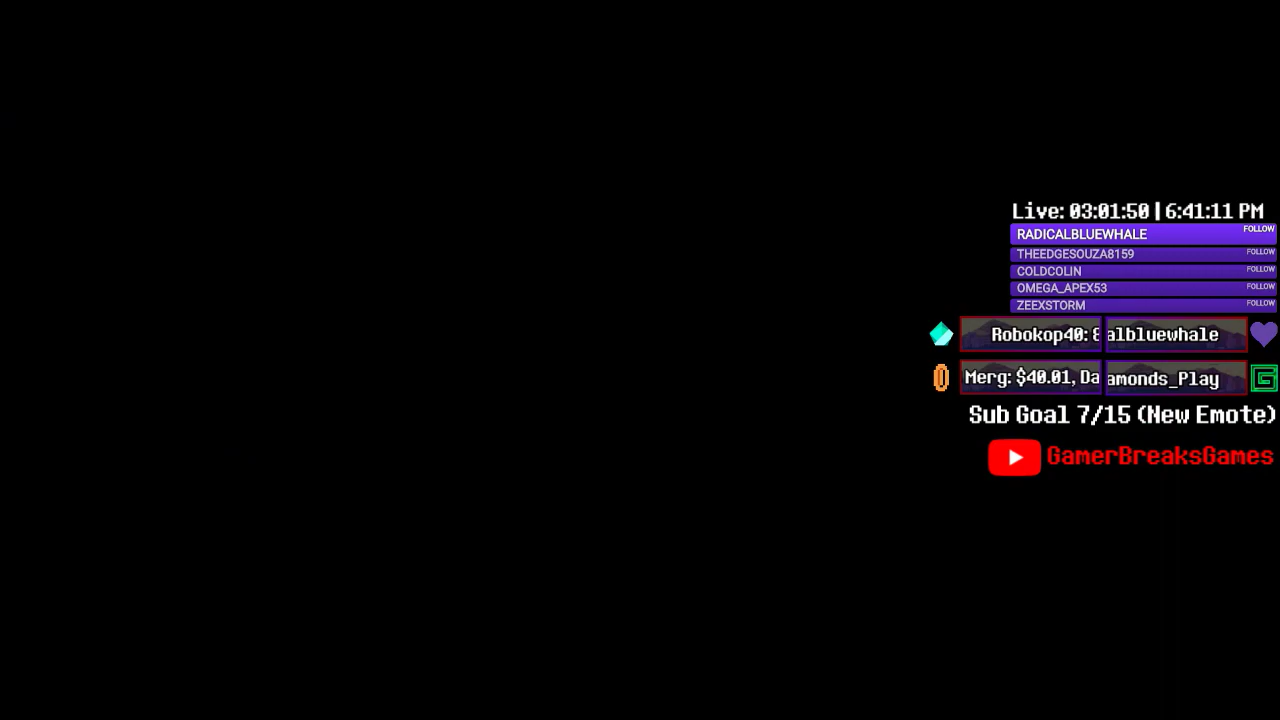 Live: 03:01:50 | 6:41:11 PM
RADICALBLUEWHALE FOLLOW
THEEDGESOUZA8159 FOLLOW
COLDCOLIN FOLLOW
OMEGA_APEX53 FOLLOW
ZEEXSTORM FOLLOW
Robokop40: albluewhale
Merg: $40.01, Da amonds_Play
Sub Goal 7/15 (New Emote)
GamerBreaksGames